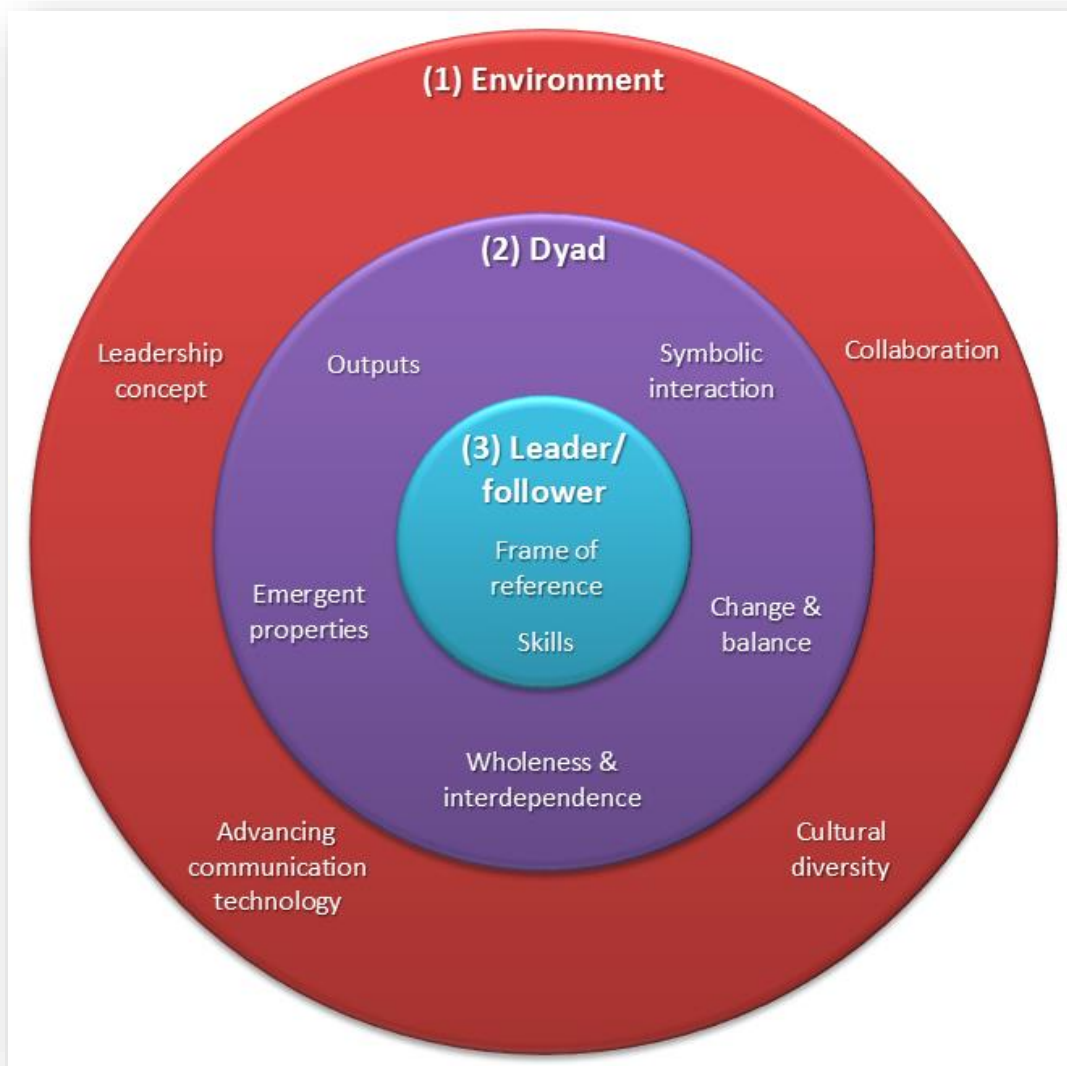 (1) Environment
(2) Dyad
Leadership
concept
Outputs
Symbolic
interaction
Collaboration
(3) Leader/
follower
Frame of
reference
Skills
Emergent
properties
Change &
balance
Wholeness &
interdependence
Advancing
communication
technology
Cultural
diversity